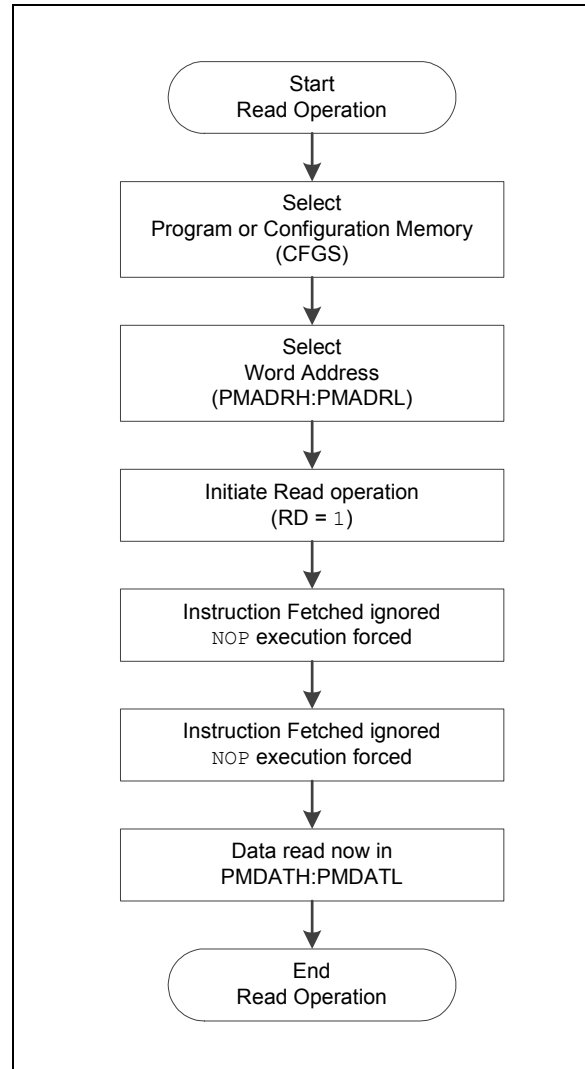 Start
Read Operation
Select
Program or Configuration Memory
(CFGS)
Select
Word Address
(PMADRH:PMADRL)
Initiate Read operation
(RD = 1)
Instruction Fetched ignored
NOP execution forced
Instruction Fetched ignored
NOP execution forced
Data read now in
PMDATH:PMDATL
End
Read Operation